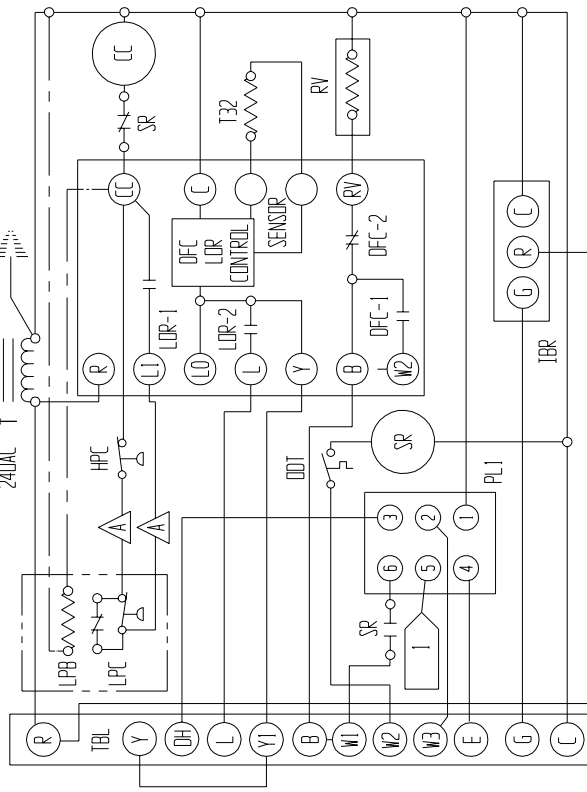 CC
SR
T32
RV
CC
C
SENSOR
RV
DFC
LOR
CONTROL
DFC-2
LOR-1
LOR-2
DFC-1
G
R
C
IBR
R
L1
LO
L
Y
B
W2
HPC
A
A
ODT
SR
PL1
3
2
1
6
5
4
LPB
LPC
SR
1
TBL
R
Y
DH
L
Y1
B
W1
W2
W3
E
G
C